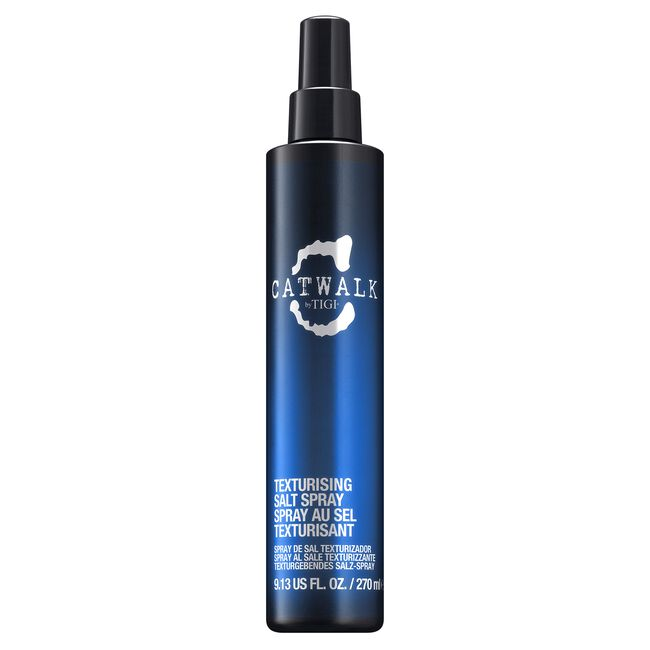 CATWALK
by TIGI®
TEXTURISING
SALT SPRAY
SPRAY AU SEL
TEXTURISANT
SPRAY DE SAL TEXTURIZADOR
SPRAY AL SALE TEXTURIZZANTE
TEXTURGEBENDES SALZ-SPRAY
9.13 US FL. OZ. / 270 ml